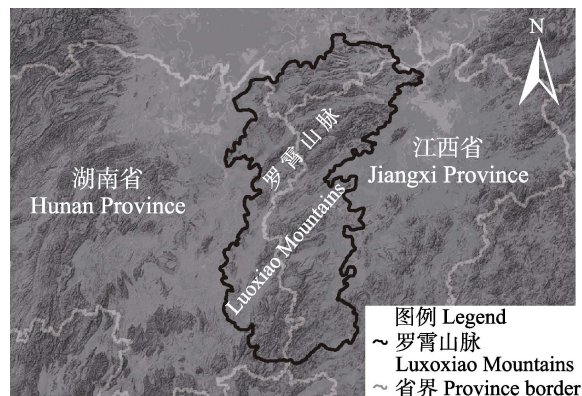 N
罗霄山脉
江西省
Jiangxi Province
湖南省
Hunan Province
Luoxiao Mountains
图例 Legend
罗霄山脉
Luxoxiao Mountains
省界 Province border